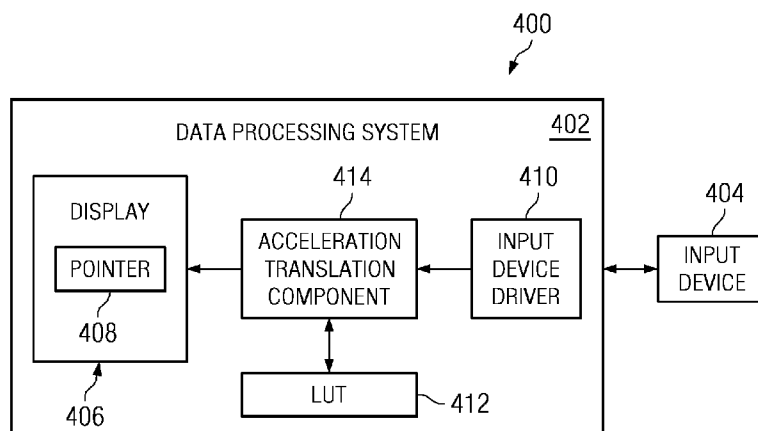 400
DATA PROCESSING SYSTEM
402
414
410
404
DISPLAY
POINTER
408
406
ACCELERATION
TRANSLATION
COMPONENT
INPUT
DEVICE
DRIVER
INPUT
DEVICE
LUT
412